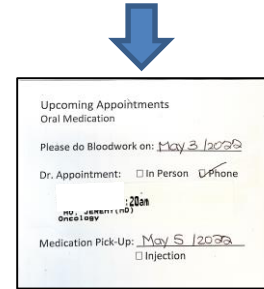 Upcoming Appointments
Oral Medication
Please do Bloodwork on: May 3 /2022
Dr. Appointment: ☐ In Person ☑ Phone
:20am
(MD)
Oncology
Medication Pick-Up: May 5 /2022
☐ Injection